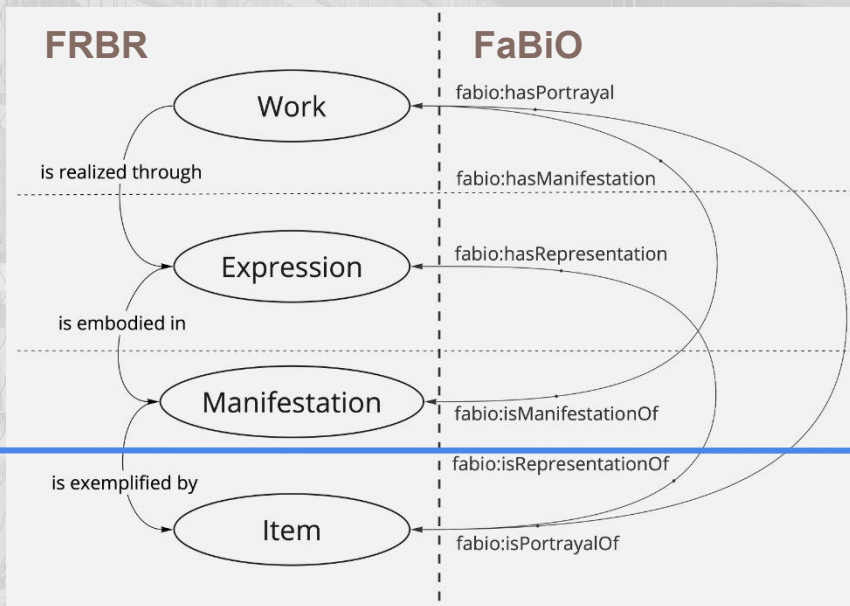 FRBR
FaBiO
Work
fabio:hasPortrayal
is realized through
fabio:hasManifestation
Expression
fabio:hasRepresentation
is embodied in
Manifestation
fabio:isManifestationOf
is exemplified by
fabio:isRepresentationOf
Item
fabio:isPortrayalOf